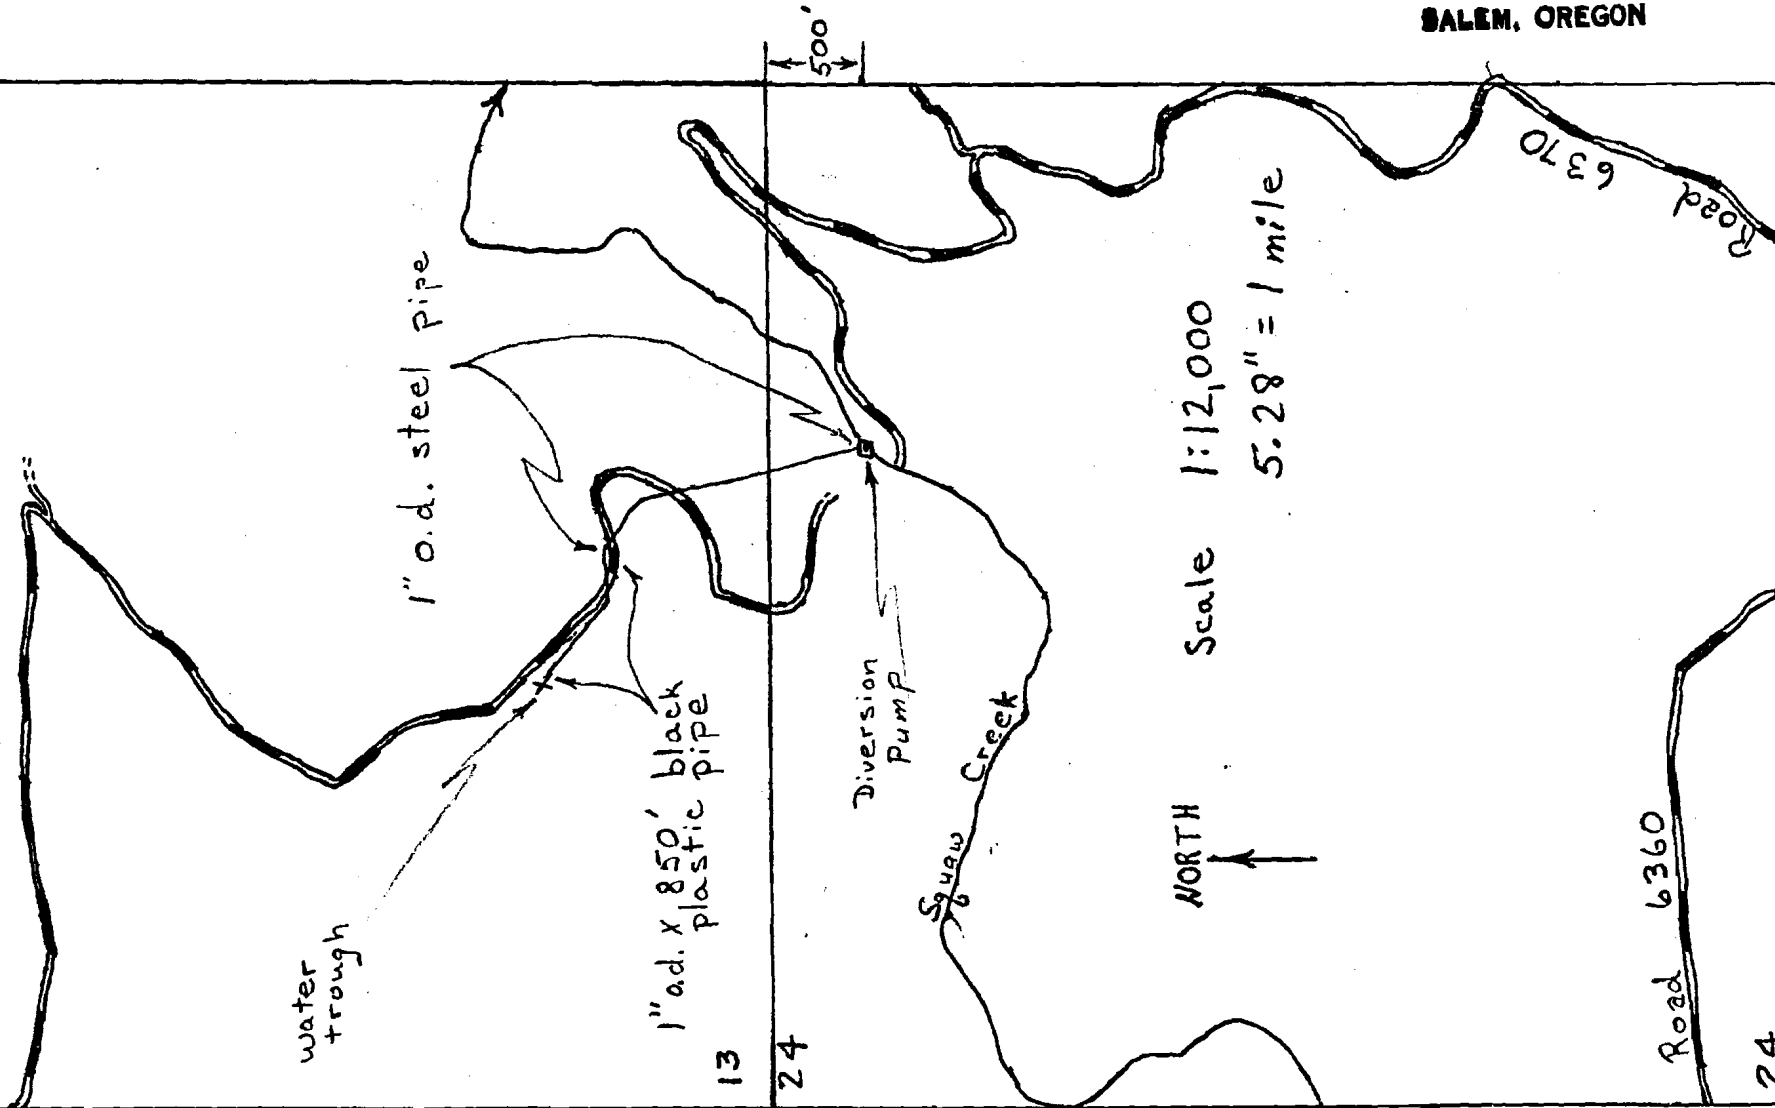 SALEM, OREGON
500'
Road 6370
1" o.d. steel pipe
water
trough
1" o.d. x 850' black
plastic pipe
13
24
Diversion
Pump
Squaw Creek
Scale 1:12,000
5.28" = 1 mile
NORTH
Road 6360
24